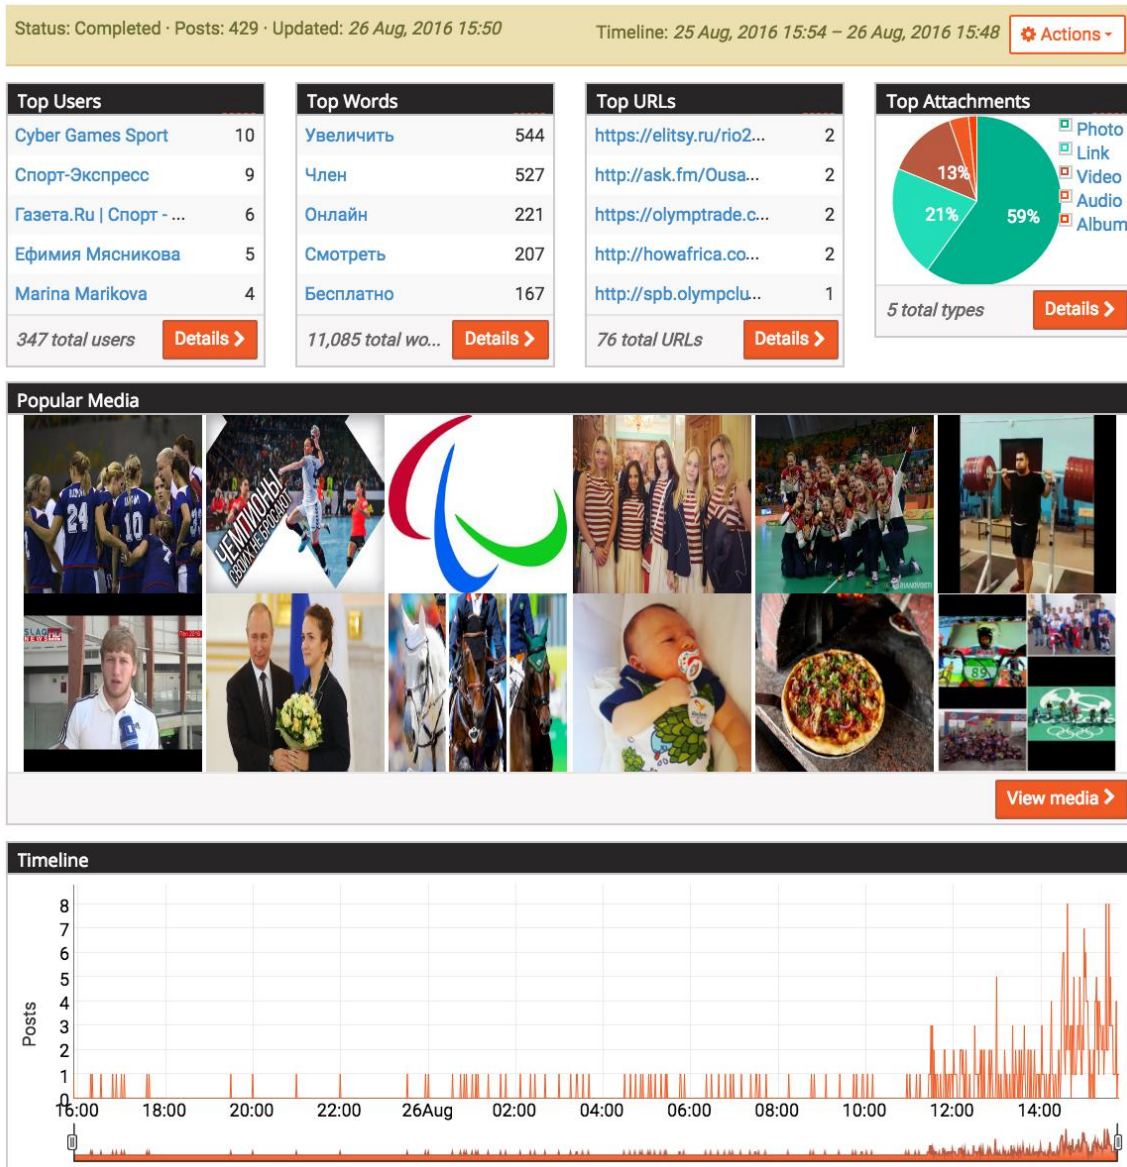 Status: Completed · Posts: 429 · Updated: 26 Aug, 2016 15:50
Timeline: 25 Aug, 2016 15:54 – 26 Aug, 2016 15:48
Actions
Top Users
Cyber Games Sport 10
Спорт-Экспресс 9
Газета.Ru | Спорт - ... 6
Ефимия Мясникова 5
Marina Marikova 4
347 total users
Details
Top Words
Увеличить 544
Член 527
Онлайн 221
Смотреть 207
Бесплатно 167
11,085 total wo...
Details
Top URLs
https://elitsy.ru/rio2... 2
http://ask.fm/Ousa... 2
https://olymptrade.c... 2
http://howafrica.co... 2
http://spb.olympclu... 1
76 total URLs
Details
Top Attachments
13%
21%
59%
Photo
Link
Video
Audio
Album
5 total types
Details
Popular Media
24
10
ЧЕМПИОНЫ
СВОИХ НЕ БРОСАЮТ
RIANOVOSTI
89
View media
Timeline
Posts
8
7
6
5
4
3
2
1
0
16:00 18:00 20:00 22:00 26Aug 02:00 04:00 06:00 08:00 10:00 12:00 14:00